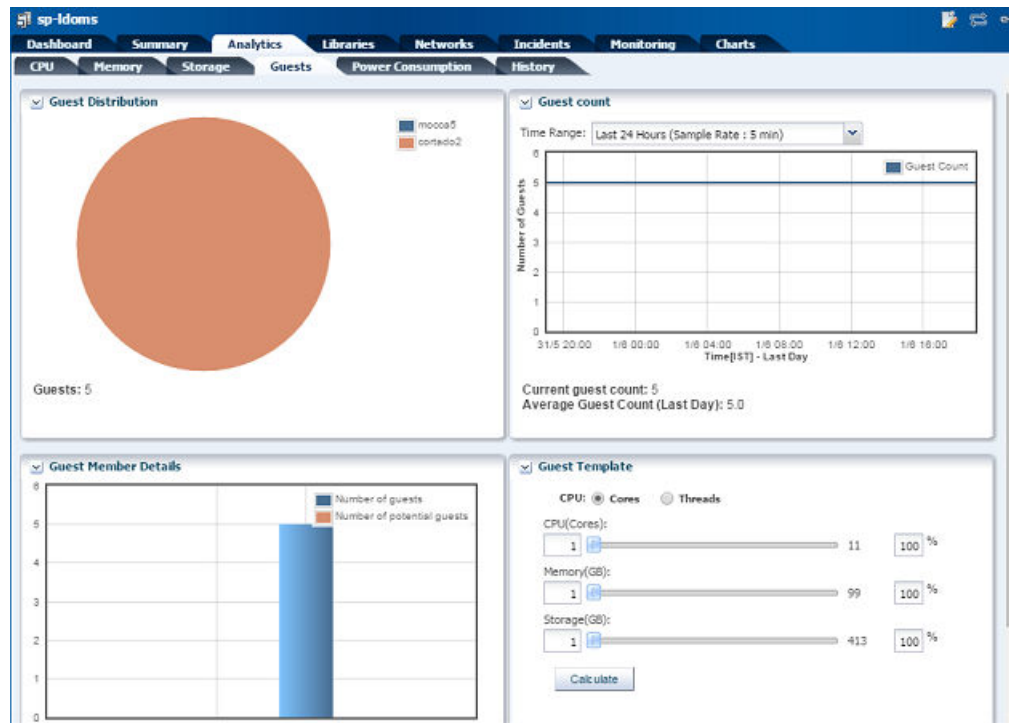 sp-ldoms
Dashboard Summary Analytics Libraries Networks Incidents Monitoring Charts
CPU Memory Storage Guests Power Consumption History
Guest Distribution
mocca5
cortado2
Guests: 5
Guest count
Time Range: Last 24 Hours (Sample Rate : 5 min)
Guest Count
Number of Guests
6
5
4
3
2
1
0
31/5 20:00 1/6 00:00 1/6 04:00 1/6 08:00 1/6 12:00 1/6 16:00
Time[IST] - Last Day
Current guest count: 5
Average Guest Count (Last Day): 5.0
Guest Member Details
Number of guests
Number of potential guests
6
5
4
3
2
1
0
Guest Template
CPU: Cores Threads
CPU(Cores):
1 11 100 %
Memory(GB):
1 99 100 %
Storage(GB):
1 413 100 %
Calculate